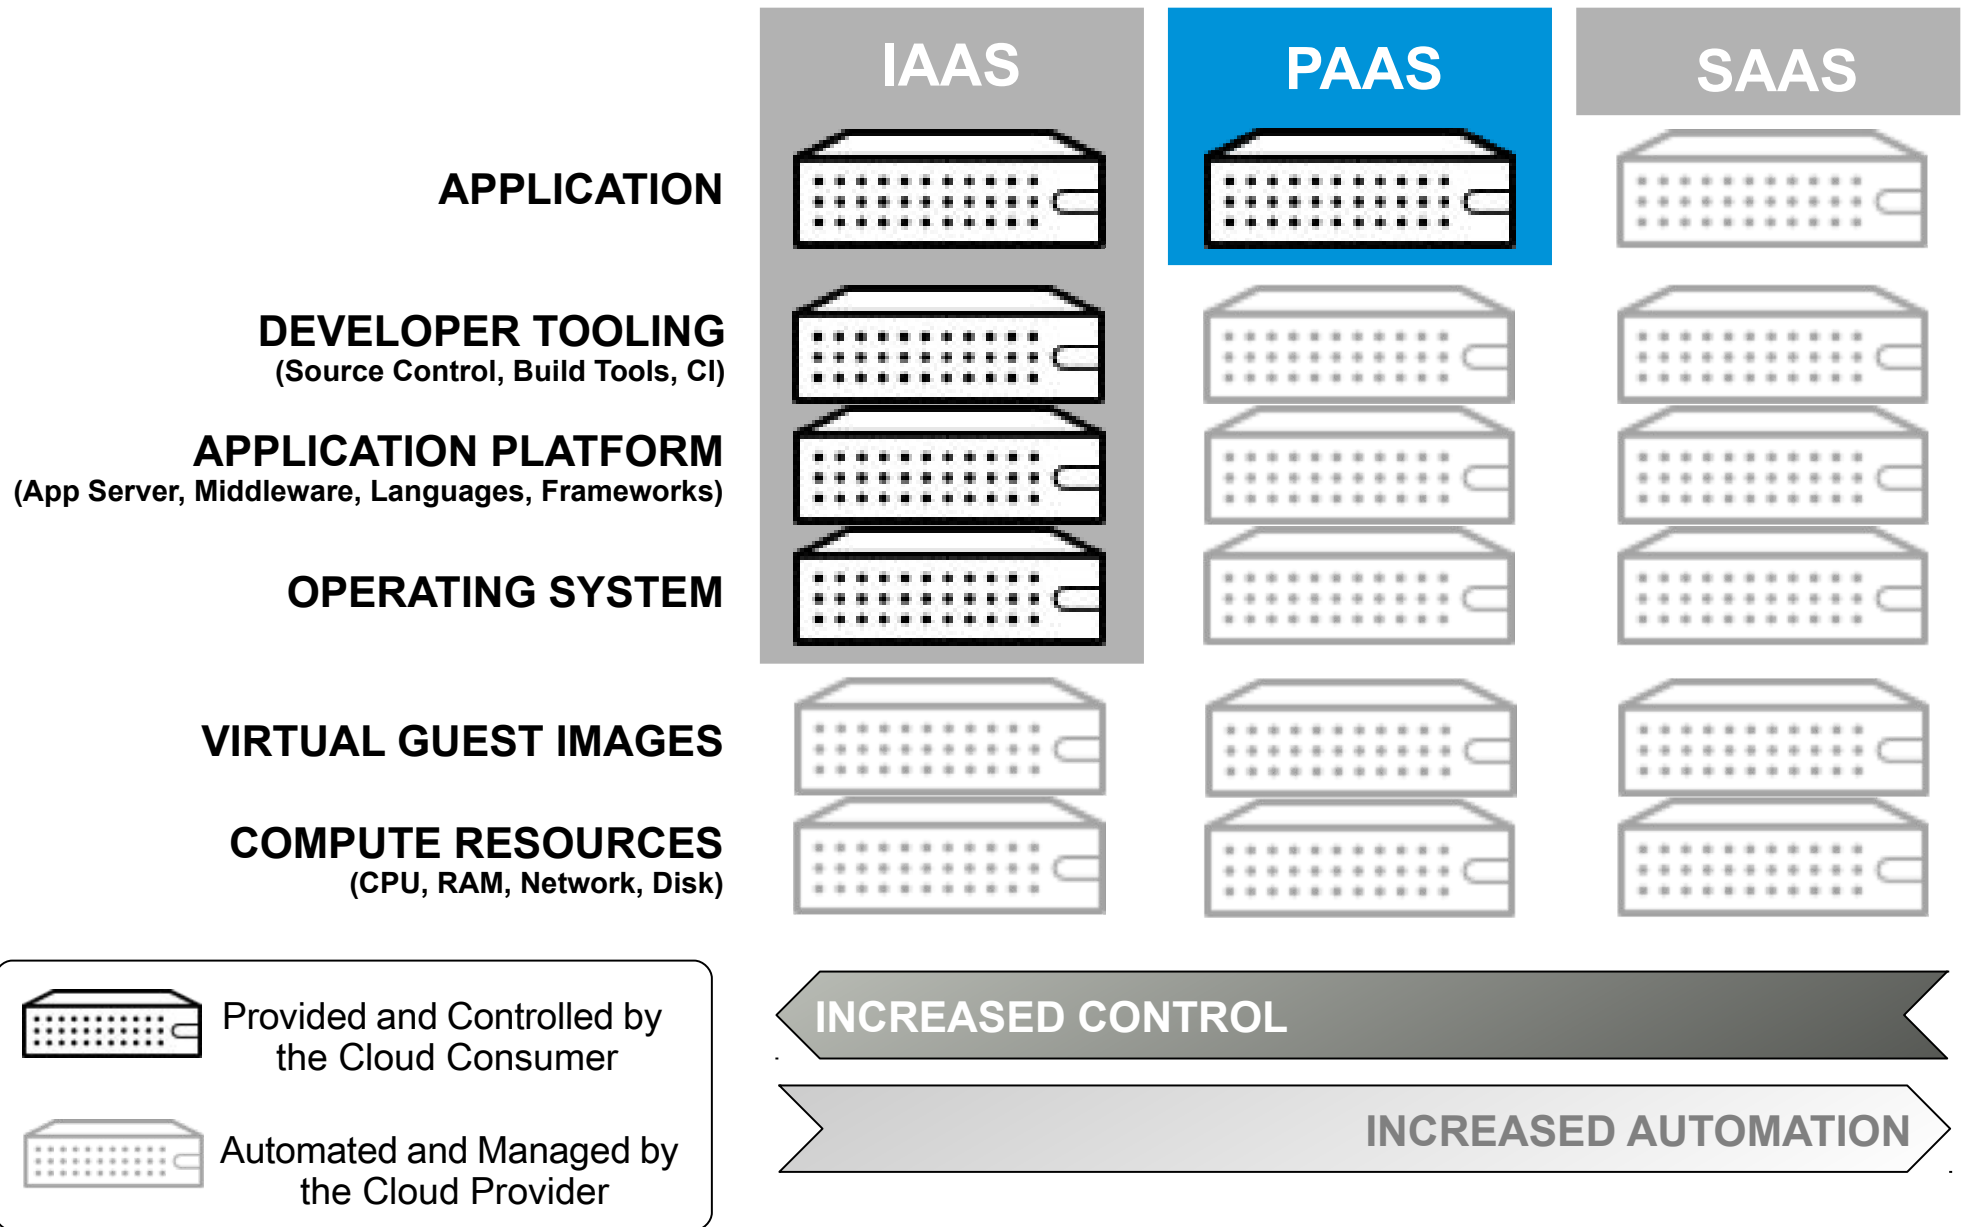 IAAS
PAAS
SAAS
APPLICATION
DEVELOPER TOOLING
(Source Control, Build Tools, CI)
APPLICATION PLATFORM
(App Server, Middleware, Languages, Frameworks)
OPERATING SYSTEM
VIRTUAL GUEST IMAGES
COMPUTE RESOURCES
(CPU, RAM, Network, Disk)
Provided and Controlled by
the Cloud Consumer
Automated and Managed by
the Cloud Provider
INCREASED CONTROL
INCREASED AUTOMATION